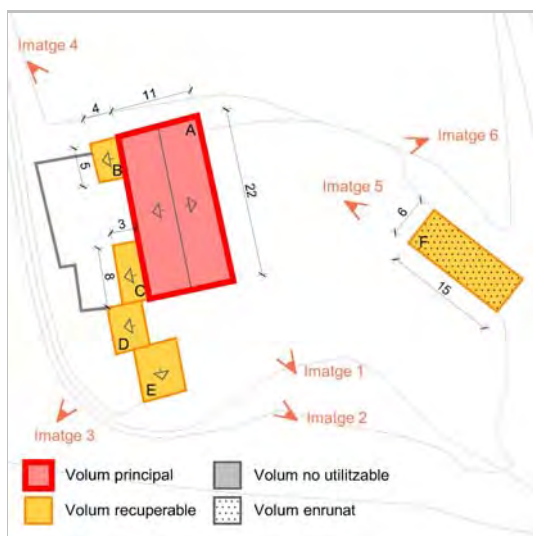 Imatge 4
11
4
A
Imatge 6
B
5
22
Imatge 5
6
3
F
C
8
15
D
E
Imatge 1
Imatge 2
Imatge 3
Volum principal
Volum no utilitzable
Volum recuperable
Volum enrunat